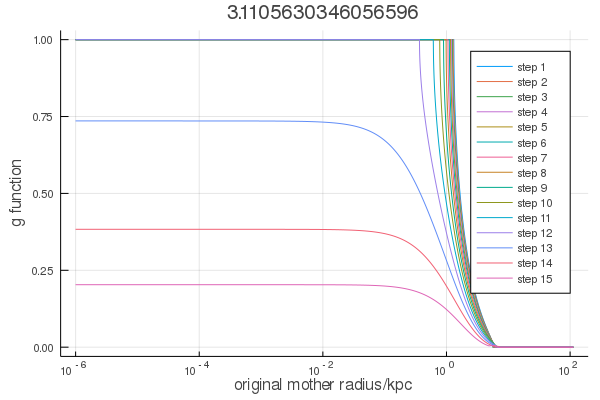 3.1105630346056596
g function
1.00
0.75
0.50
0.25
0.00
step 1
step 2
step 3
step 4
step 5
step 6
step 7
step 8
step 9
step 10
step 11
step 12
step 13
step 14
step 15
10^-6 10^-4 10^-2 10^0 10^2
original mother radius/kpc